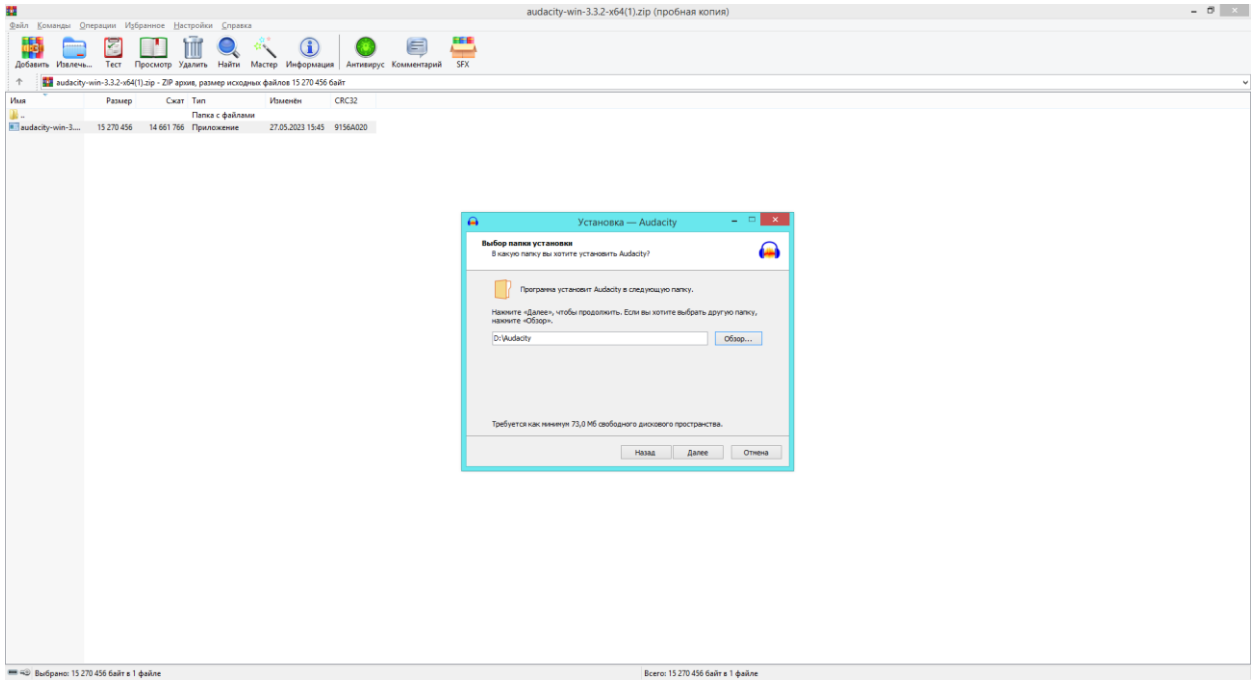 audacity-win-3.3.2-x64(1).zip (пробная копия)
Файл Команды Операции Избранное Настройки Справка
Добавить Извлечь... Тест Просмотр Удалить Найти Мастер Информация Антивирус Комментарий SFX
audacity-win-3.3.2-x64(1).zip - ZIP архив, размер исходных файлов 15 270 456 байт
Имя Размер Сжат Тип Изменён CRC32
.. Папка с файлами
audacity-win-3.... 15 270 456 14 661 766 Приложение 27.05.2023 15:45 9156A020
Установка — Audacity
Выбор папки установки
В какую папку вы хотите установить Audacity?
Программа установит Audacity в следующую папку.
Нажмите «Далее», чтобы продолжить. Если вы хотите выбрать другую папку,
нажмите «Обзор».
D:\Audacity Обзор...
Требуется как минимум 73,0 Мб свободного дискового пространства.
Назад Далее Отмена
Выбрано: 15 270 456 байт в 1 файле Всего: 15 270 456 байт в 1 файле